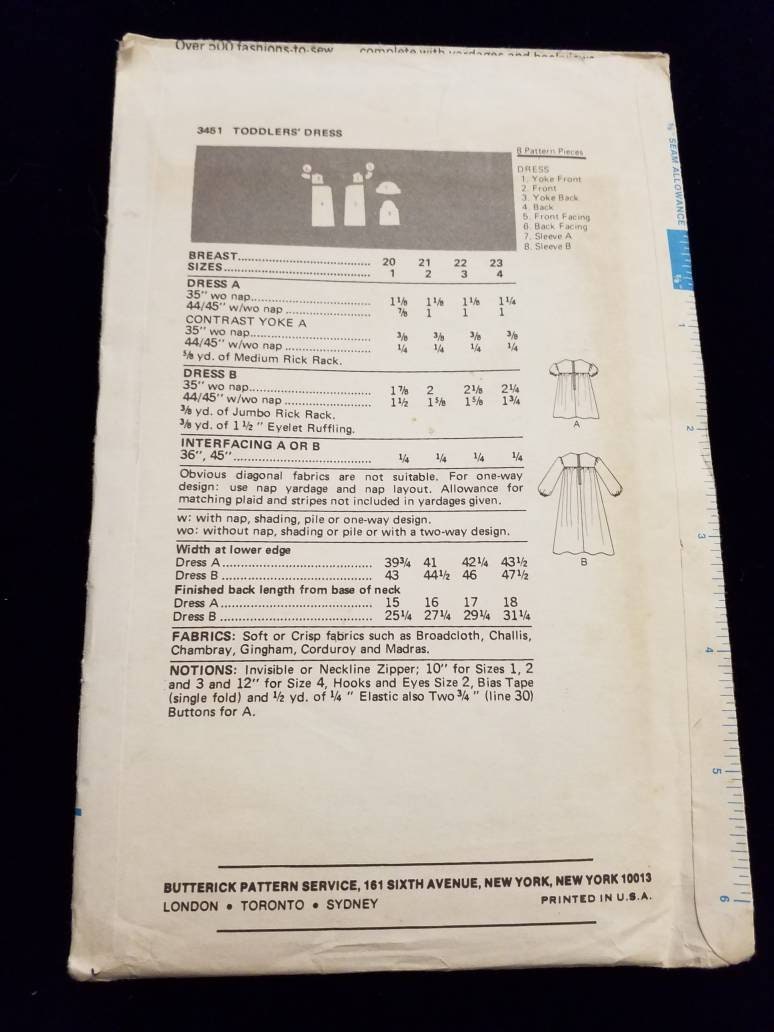 Over 500 fashions-to-sew complete with yardages and
3451 TODDLERS' DRESS
8 Pattern Pieces
DRESS
1. Yoke Front
2. Front
3. Yoke Back
4. Back
5. Front Facing
6. Back Facing
7. Sleeve A
8. Sleeve B
⅝ SEAM ALLOWANCE
⅝"
BREAST 20 21 22 23
SIZES 1 2 3 4
DRESS A
35" wo nap 1⅛ 1⅛ 1⅛ 1¼
44/45" w/wo nap ⅞ 1 1 1
CONTRAST YOKE A
35" wo nap ⅜ ⅜ ⅜ ⅜
44/45" w/wo nap ¼ ¼ ¼ ¼
⅝ yd. of Medium Rick Rack.
DRESS B
35" wo nap 1⅞ 2 2⅛ 2¼
44/45" w/wo nap 1½ 1⅝ 1⅝ 1¾
⅜ yd. of Jumbo Rick Rack.
⅜ yd. of 1½" Eyelet Ruffling.
INTERFACING A OR B
36", 45" ¼ ¼ ¼ ¼
Obvious diagonal fabrics are not suitable. For one-way
design: use nap yardage and nap layout. Allowance for
matching plaid and stripes not included in yardages given.
w: with nap, shading, pile or one-way design.
wo: without nap, shading or pile or with a two-way design.
Width at lower edge
Dress A 39¾ 41 42¼ 43½
Dress B 43 44½ 46 47½
Finished back length from base of neck
Dress A 15 16 17 18
Dress B 25¼ 27¼ 29¼ 31¼
FABRICS: Soft or Crisp fabrics such as Broadcloth, Challis,
Chambray, Gingham, Corduroy and Madras.
NOTIONS: Invisible or Neckline Zipper; 10" for Sizes 1, 2
and 3 and 12" for Size 4, Hooks and Eyes Size 2, Bias Tape
(single fold) and ½ yd. of ¼ " Elastic also Two ¾ " (line 30)
Buttons for A.
A
B
1
2
3
4
5
6
BUTTERICK PATTERN SERVICE, 161 SIXTH AVENUE, NEW YORK, NEW YORK 10013
LONDON • TORONTO • SYDNEY
PRINTED IN U.S.A.